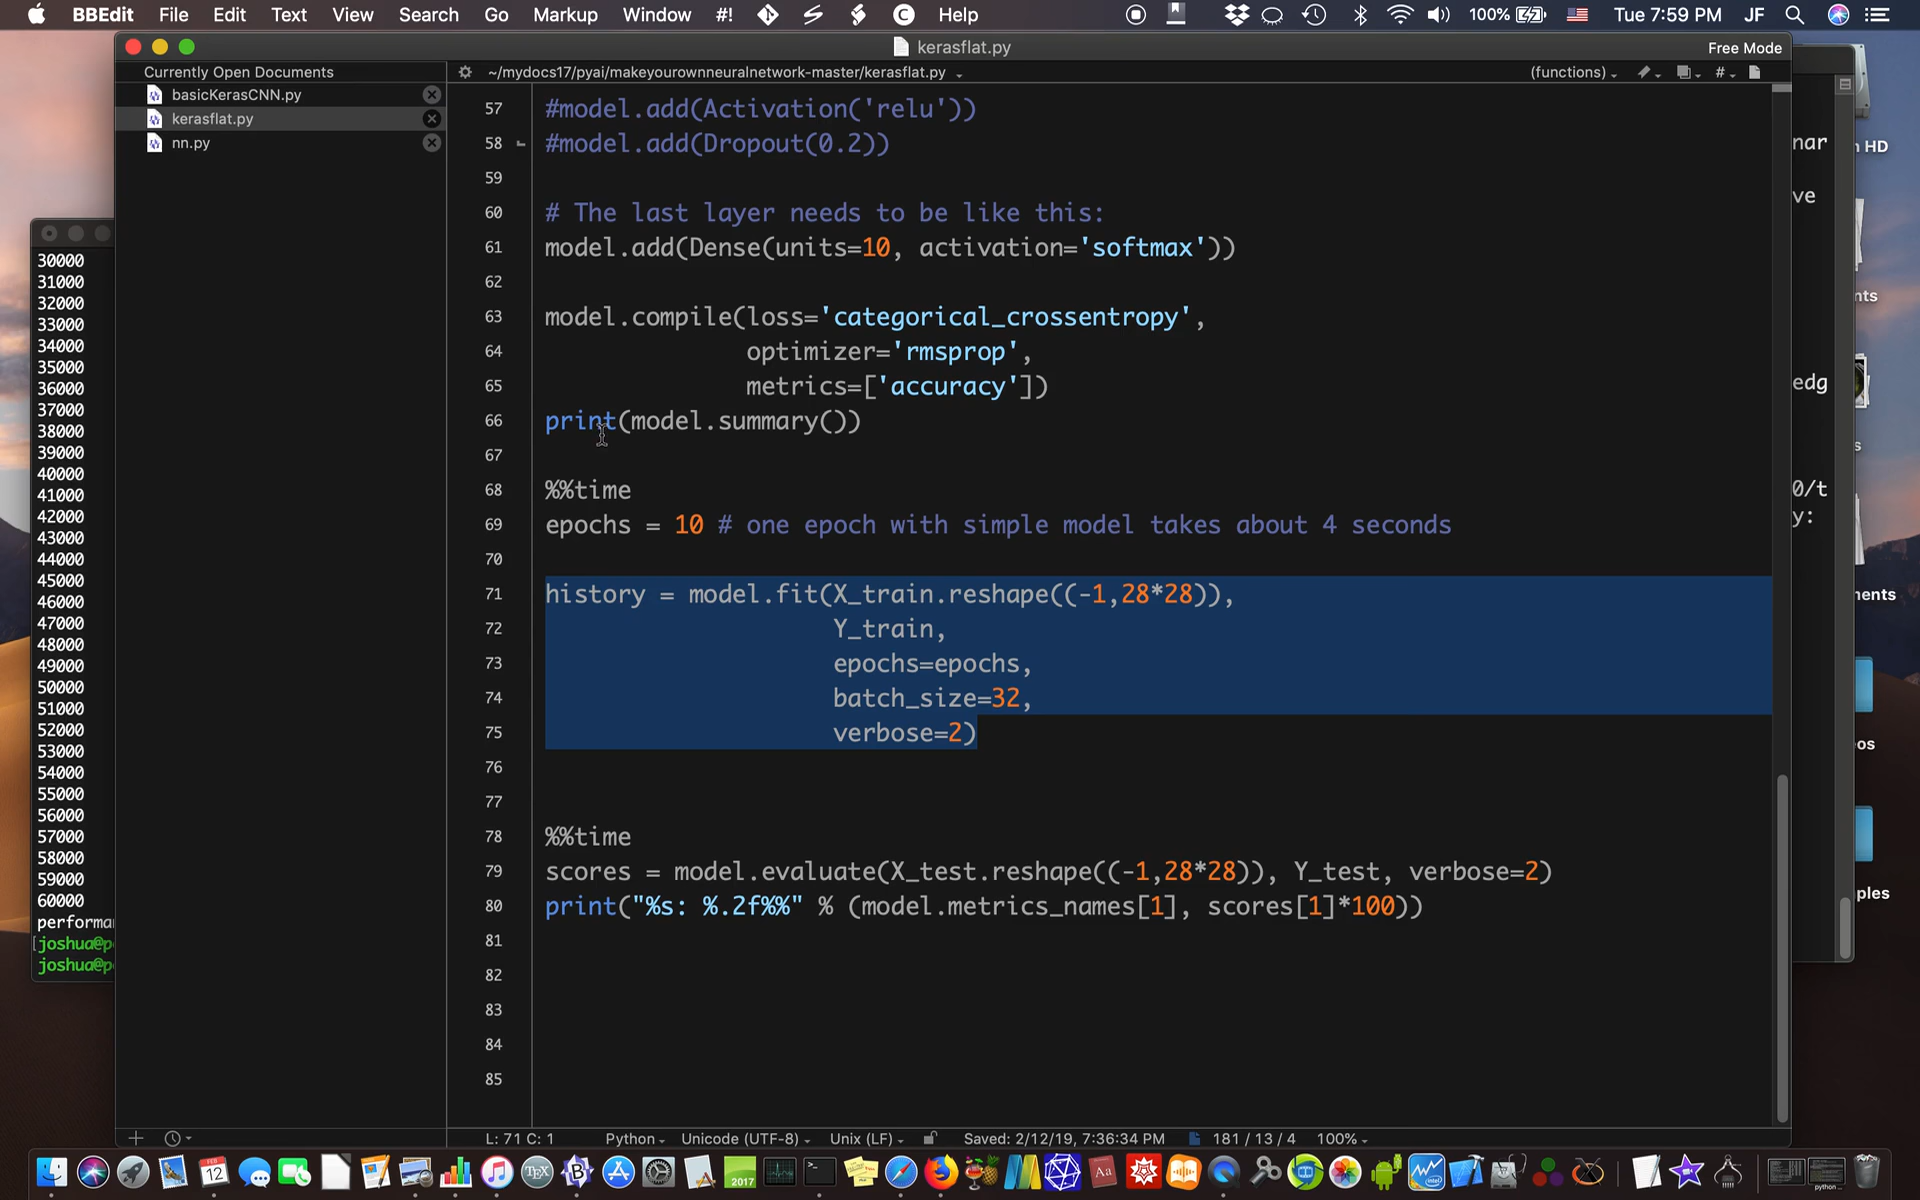 BBEdit File Edit Text View Search Go Markup Window #! Help 100% Tue 7:59 PM JF
kerasflat.py
Free Mode
Currently Open Documents
~/mydocs17/pyai/makeyourownneuralnetwork-master/kerasflat.py
(functions)
#
basicKerasCNN.py
kerasflat.py
nn.py
57 #model.add(Activation('relu'))
58 #model.add(Dropout(0.2))
59
60 # The last layer needs to be like this:
61 model.add(Dense(units=10, activation='softmax'))
62
63 model.compile(loss='categorical_crossentropy',
64 optimizer='rmsprop',
65 metrics=['accuracy'])
66 print(model.summary())
67
68 %%time
69 epochs = 10 # one epoch with simple model takes about 4 seconds
70
71 history = model.fit(X_train.reshape((-1,28*28)),
72 Y_train,
73 epochs=epochs,
74 batch_size=32,
75 verbose=2)
76
77
78 %%time
79 scores = model.evaluate(X_test.reshape((-1,28*28)), Y_test, verbose=2)
80 print("%s: %.2f%%" % (model.metrics_names[1], scores[1]*100))
81
82
83
84
85
L: 71 C: 1 Python Unicode (UTF-8) Unix (LF) Saved: 2/12/19, 7:36:34 PM 181 / 13 / 4 100%
30000
31000
32000
33000
34000
35000
36000
37000
38000
39000
40000
41000
42000
43000
44000
45000
46000
47000
48000
49000
50000
51000
52000
53000
54000
55000
56000
57000
58000
59000
60000
performa
[joshua@p
joshua@p
nar
HD
ve
nts
edg
s
0/t
y:
nents
os
ples
FEB
12
TEX
2017
Aa
python